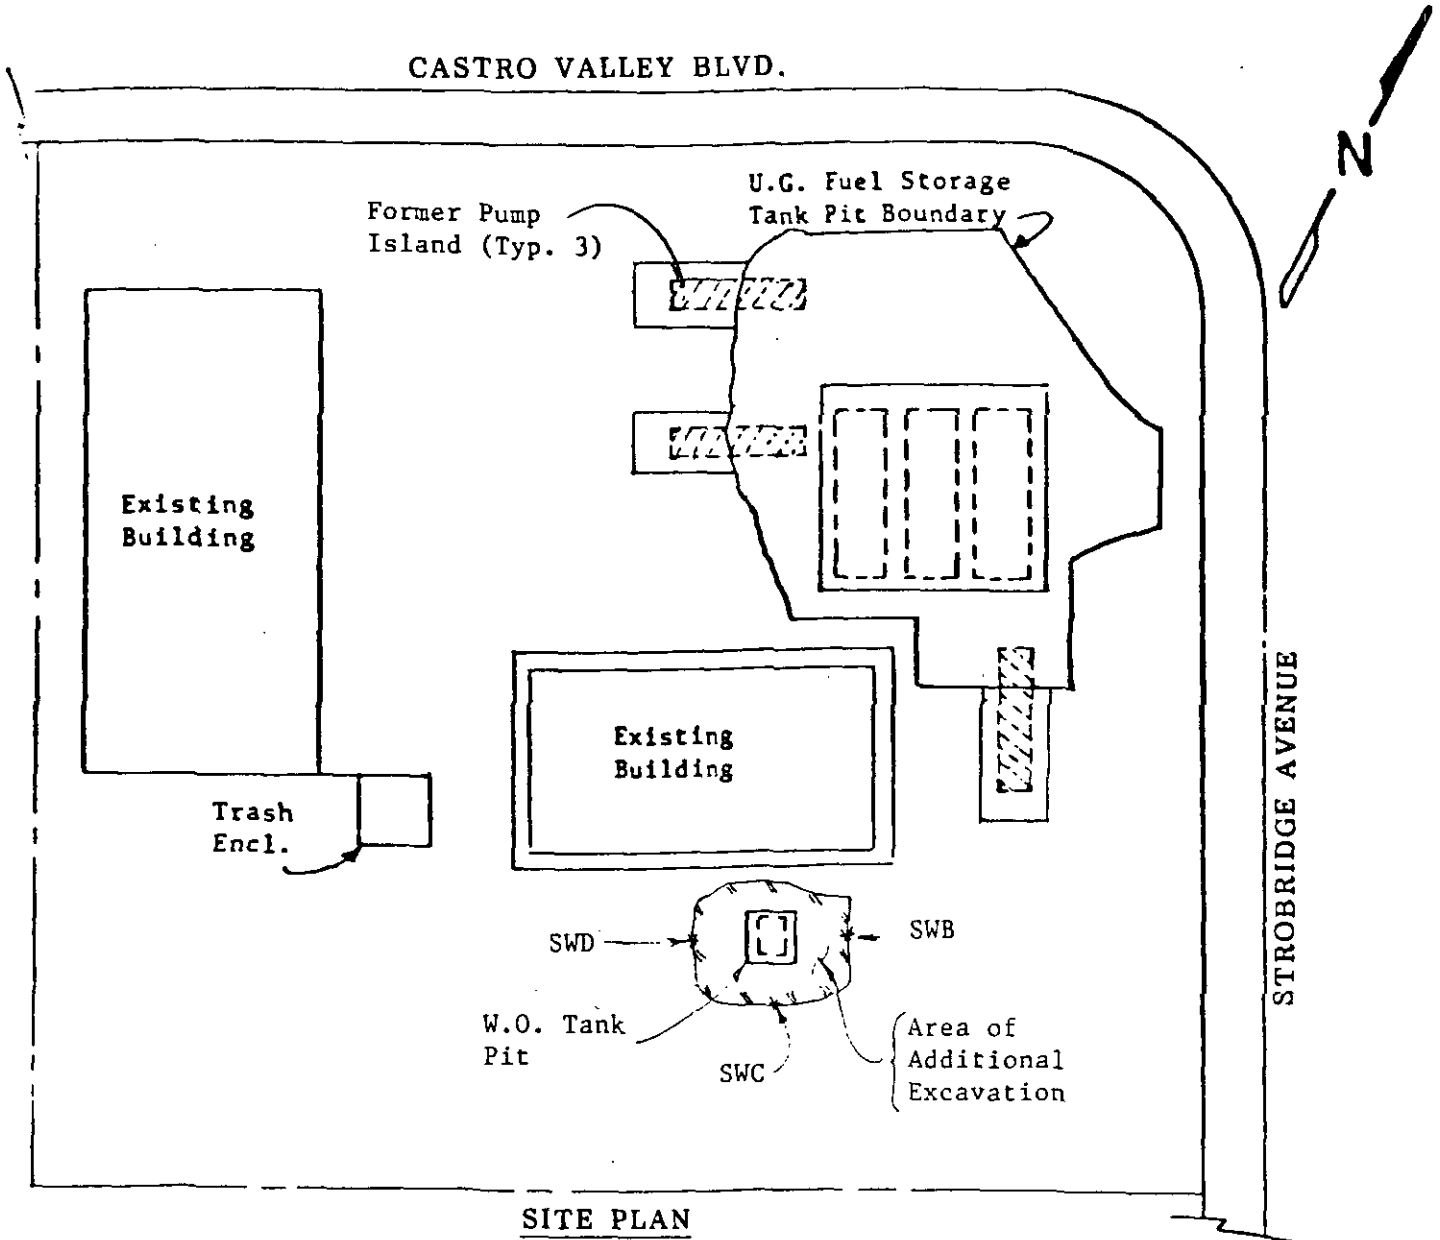 CASTRO VALLEY BLVD.
N
U.G. Fuel Storage
Tank Pit Boundary
Former Pump
Island (Typ. 3)
Existing
Building
Existing
Building
Trash
Encl.
STROBRIDGE AVENUE
SWD
SWB
W.O. Tank
Pit
SWC
Area of
Additional
Excavation
SITE PLAN